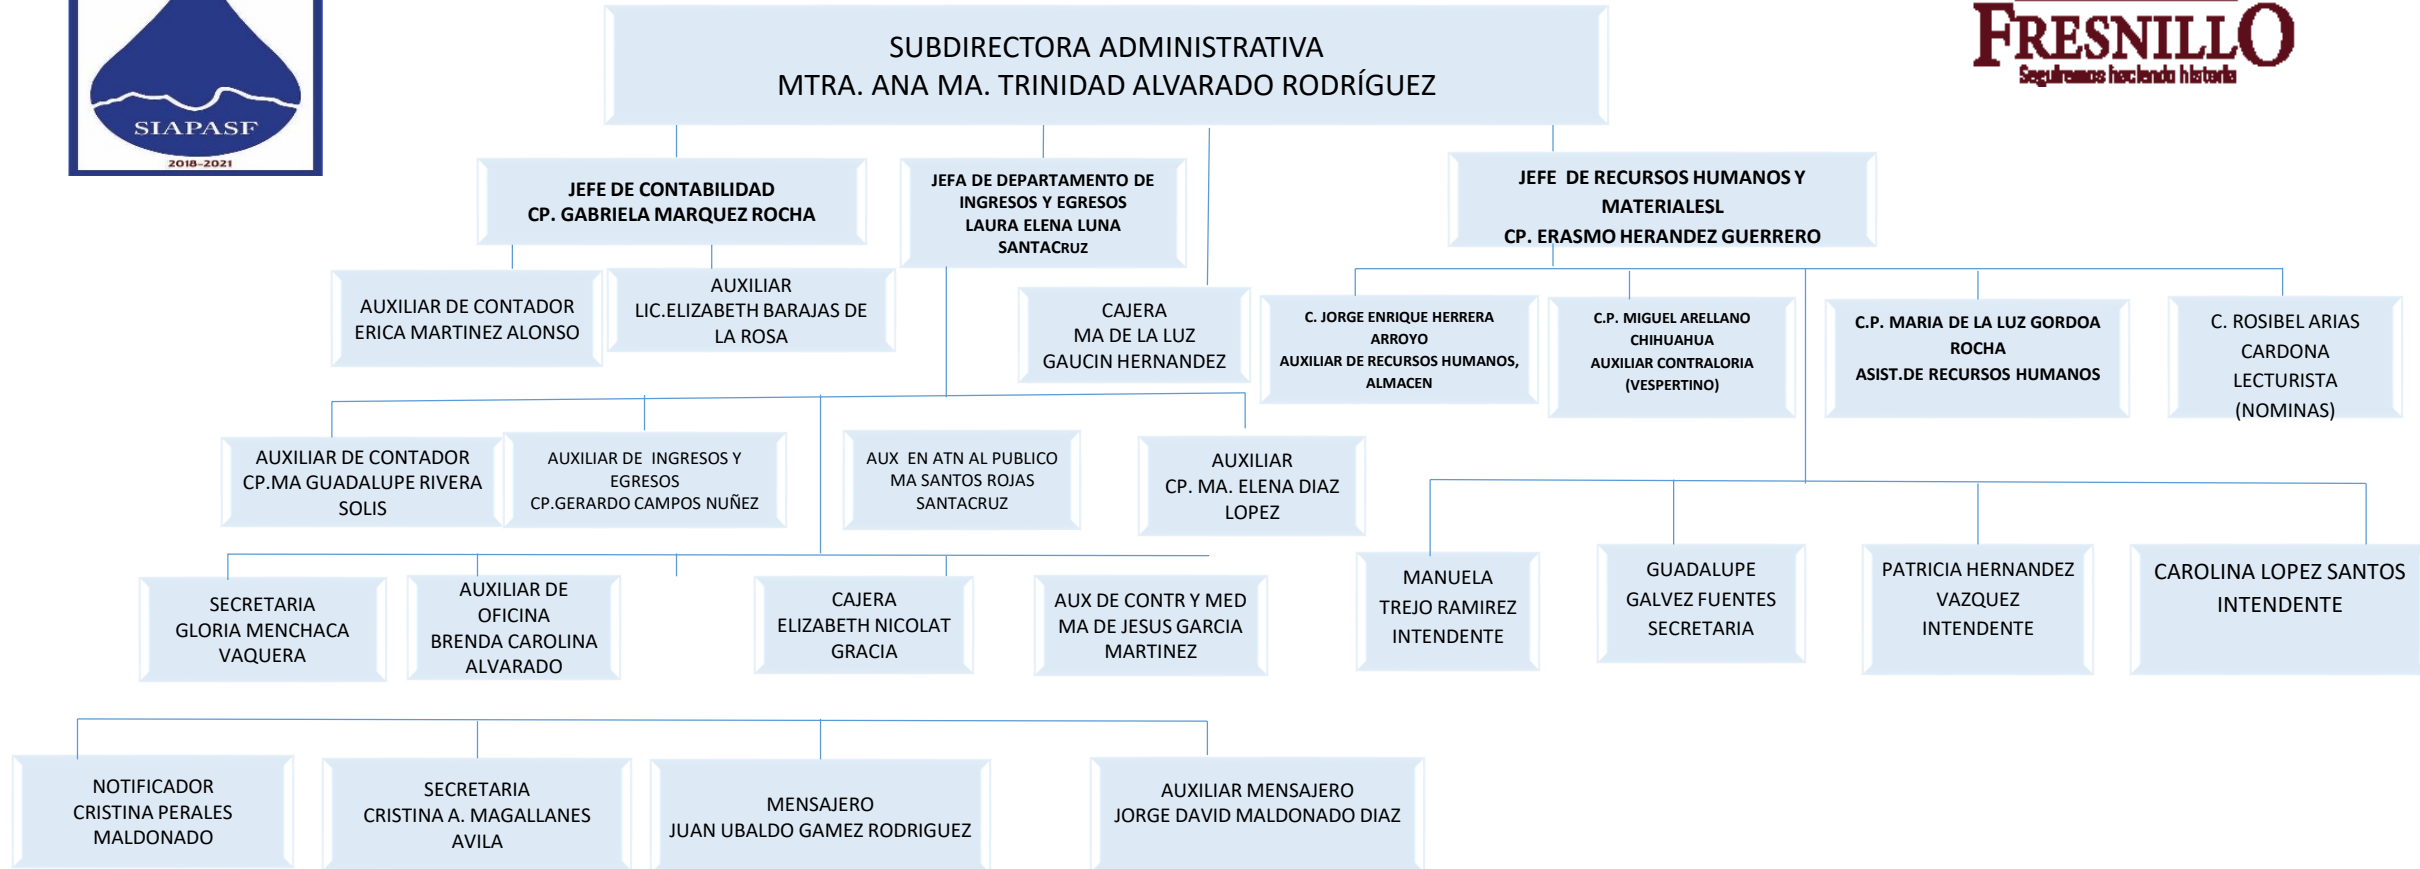 SIAPASF
2018-2021
FRESNILLO
Seguiremos haciendo historia
SUBDIRECTORA ADMINISTRATIVA
MTRA. ANA MA. TRINIDAD ALVARADO RODRÍGUEZ
JEFE DE CONTABILIDAD
CP. GABRIELA MARQUEZ ROCHA
JEFA DE DEPARTAMENTO DE
INGRESOS Y EGRESOS
LAURA ELENA LUNA
SANTACRUZ
JEFE  DE RECURSOS HUMANOS Y
MATERIALESL
CP. ERASMO HERANDEZ GUERRERO
AUXILIAR DE CONTADOR
ERICA MARTINEZ ALONSO
AUXILIAR
LIC.ELIZABETH BARAJAS DE
LA ROSA
CAJERA
MA DE LA LUZ
GAUCIN HERNANDEZ
C. JORGE ENRIQUE HERRERA
ARROYO
AUXILIAR DE RECURSOS HUMANOS,
ALMACEN
C.P. MIGUEL ARELLANO
CHIHUAHUA
AUXILIAR CONTRALORIA
(VESPERTINO)
C.P. MARIA DE LA LUZ GORDOA
ROCHA
ASIST.DE RECURSOS HUMANOS
C. ROSIBEL ARIAS
CARDONA
LECTURISTA
(NOMINAS)
AUXILIAR DE CONTADOR
CP.MA GUADALUPE RIVERA
SOLIS
AUXILIAR DE  INGRESOS Y
EGRESOS
CP.GERARDO CAMPOS NUÑEZ
AUX  EN ATN AL PUBLICO
MA SANTOS ROJAS
SANTACRUZ
AUXILIAR
CP. MA. ELENA DIAZ
LOPEZ
SECRETARIA
GLORIA MENCHACA
VAQUERA
AUXILIAR DE
OFICINA
BRENDA CAROLINA
ALVARADO
CAJERA
ELIZABETH NICOLAT
GRACIA
AUX DE CONTR Y MED
MA DE JESUS GARCIA
MARTINEZ
MANUELA
TREJO RAMIREZ
INTENDENTE
GUADALUPE
GALVEZ FUENTES
SECRETARIA
PATRICIA HERNANDEZ
VAZQUEZ
INTENDENTE
CAROLINA LOPEZ SANTOS
INTENDENTE
NOTIFICADOR
CRISTINA PERALES
MALDONADO
SECRETARIA
CRISTINA A. MAGALLANES
AVILA
MENSAJERO
JUAN UBALDO GAMEZ RODRIGUEZ
AUXILIAR MENSAJERO
JORGE DAVID MALDONADO DIAZ